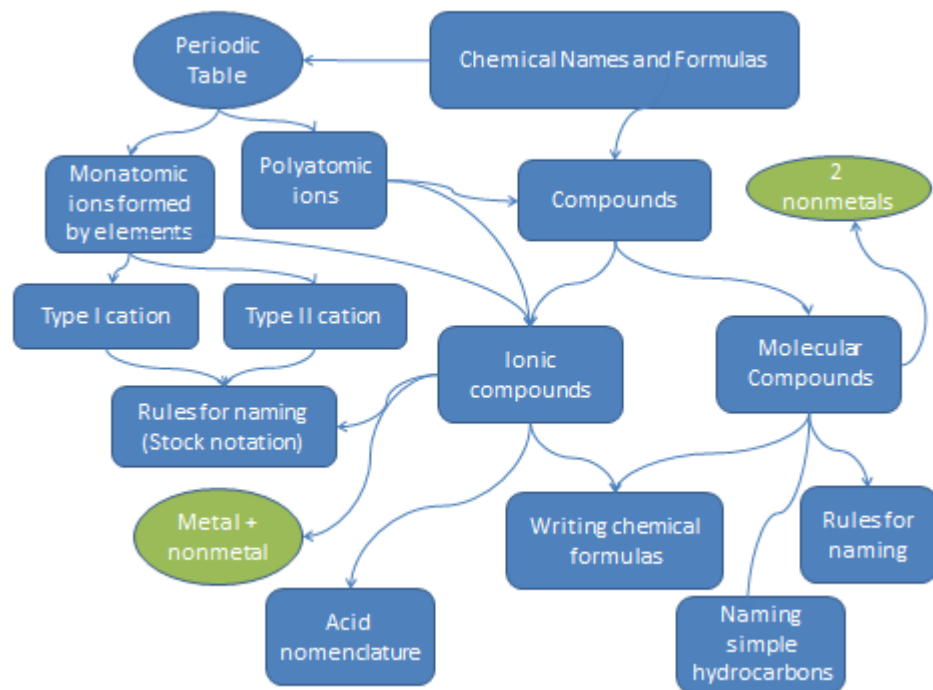 Periodic
Table
Chemical Names and Formulas
Monatomic
ions formed
by elements
Polyatomic
ions
Compounds
2
nonmetals
Type I cation
Type II cation
Ionic
compounds
Molecular
Compounds
Rules for naming
(Stock notation)
Metal +
nonmetal
Writing chemical
formulas
Rules for
naming
Acid
nomenclature
Naming
simple
hydrocarbons